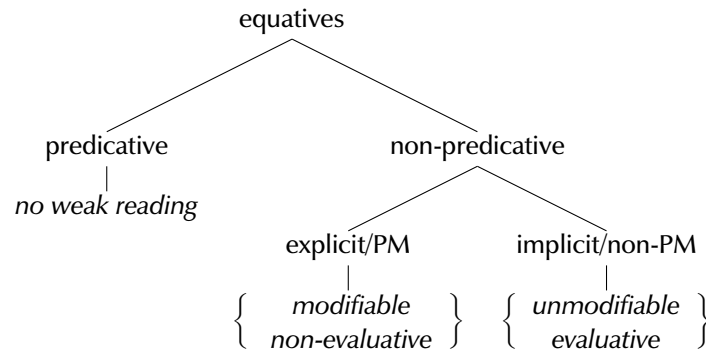 equatives
predicative non-predicative
no weak reading
explicit/PM implicit/non-PM
{ modifiable } { unmodifiable }
non-evaluative evaluative